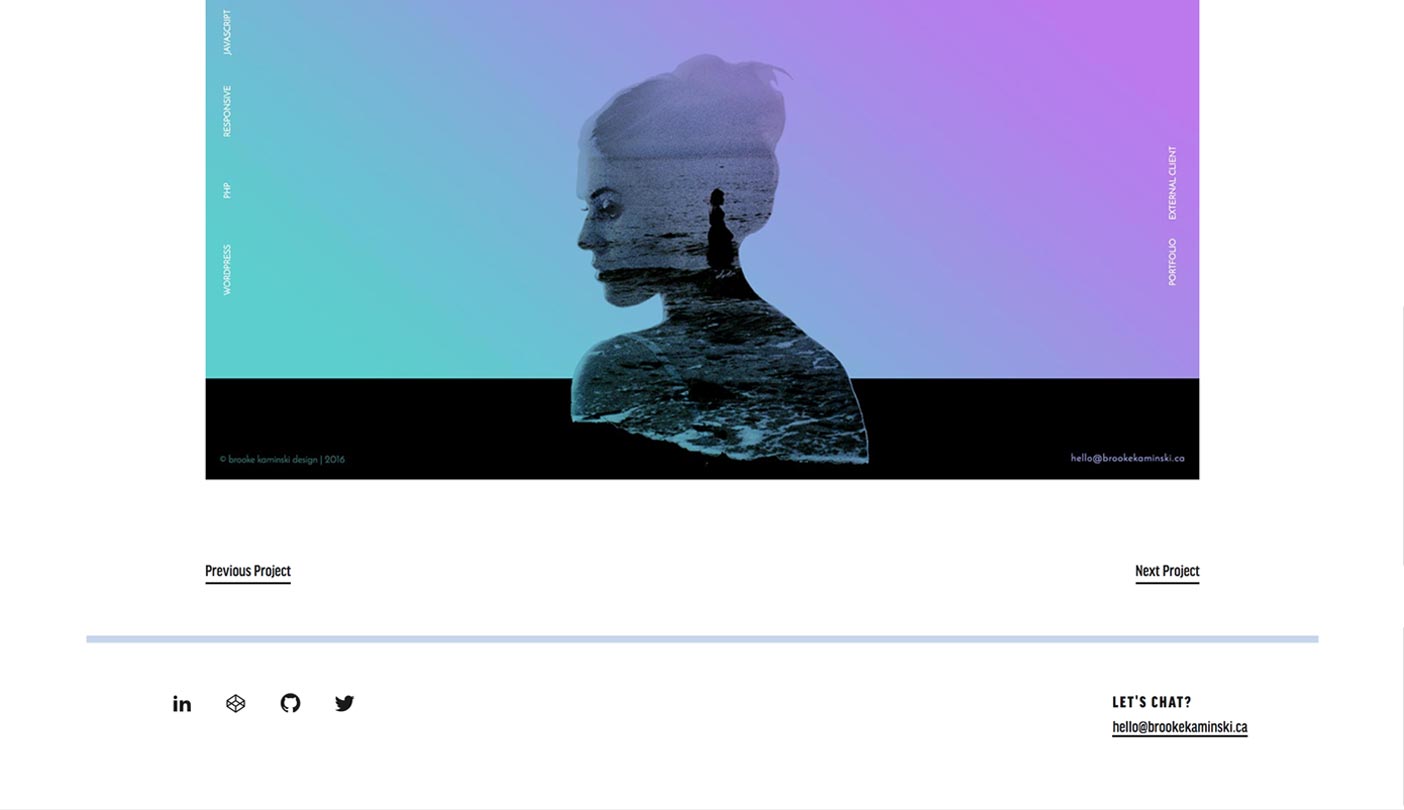 JAVASCRIPT
RESPONSIVE
PHP
WORDPRESS
EXTERNAL CLIENT
PORTFOLIO
© brooke kaminski design | 2016
hello@brookekaminski.ca
Previous Project
Next Project
in
LET'S CHAT?
hello@brookekaminski.ca